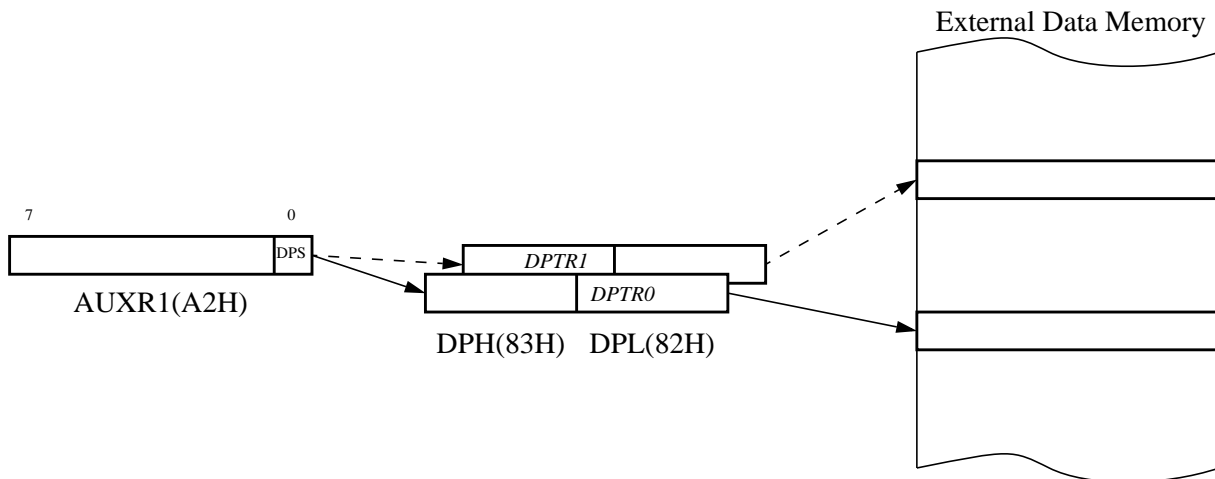 External Data Memory
7 0
DPS
AUXR1(A2H)
DPTR1
DPTR0
DPH(83H) DPL(82H)